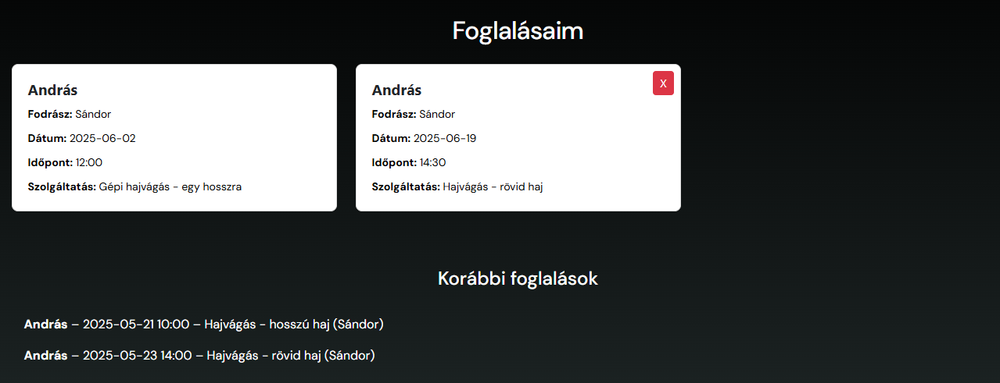 Foglalásaim
András
Fodrász: Sándor
Dátum: 2025-06-02
Időpont: 12:00
Szolgáltatás: Gépi hajvágás - egy hosszra
X
András
Fodrász: Sándor
Dátum: 2025-06-19
Időpont: 14:30
Szolgáltatás: Hajvágás - rövid haj
Korábbi foglalások
András – 2025-05-21 10:00 – Hajvágás - hosszú haj (Sándor)
András – 2025-05-23 14:00 – Hajvágás - rövid haj (Sándor)